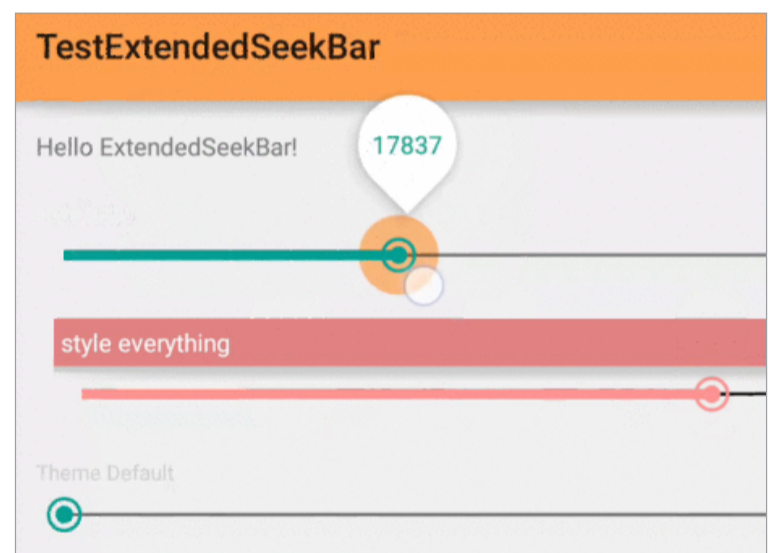 TestExtendedSeekBar
Hello ExtendedSeekBar!
17837
style everything
Theme Default